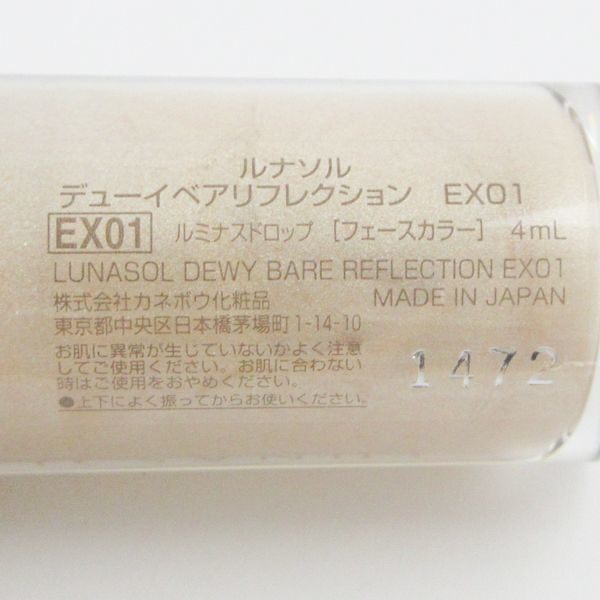 ルナソル
デューイベアリフレクション EX01
EX01 ルミナスドロップ [フェースカラー] 4mL
LUNASOL DEWY BARE REFLECTION EX01
株式会社カネボウ化粧品 MADE IN JAPAN
東京都中央区日本橋茅場町1-14-10
お肌に異常が生じていないかよく注意
してご使用ください。お肌に合わない
時はご使用をおやめください。
●上下によく振ってからお使いください。
1472